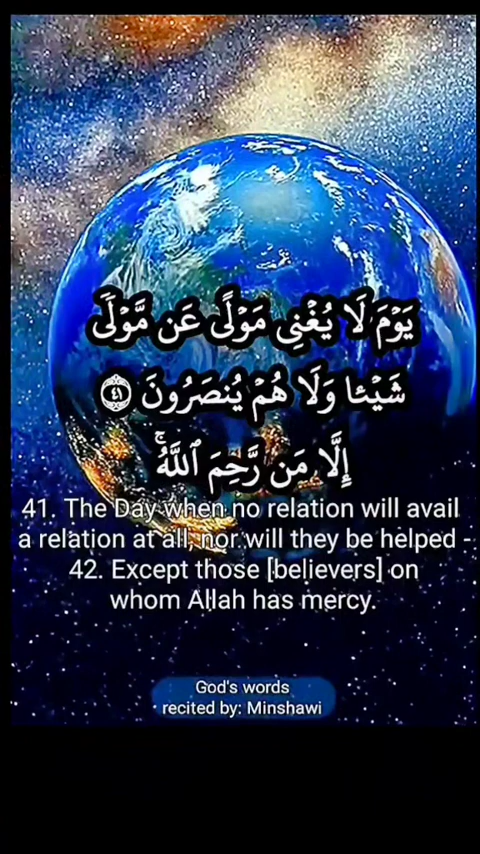 يَوۡمَ لَا يُغۡنِي مَوۡلًى عَن مَّوۡلٗى
شَيۡـٔٗا وَلَا هُمۡ يُنصَرُونَ ٤١
إِلَّا مَن رَّحِمَ ٱللَّهُۚ
41. The Day when no relation will avail
a relation at all, nor will they be helped -
42. Except those [believers] on
whom Allah has mercy.
God's words
recited by: Minshawi